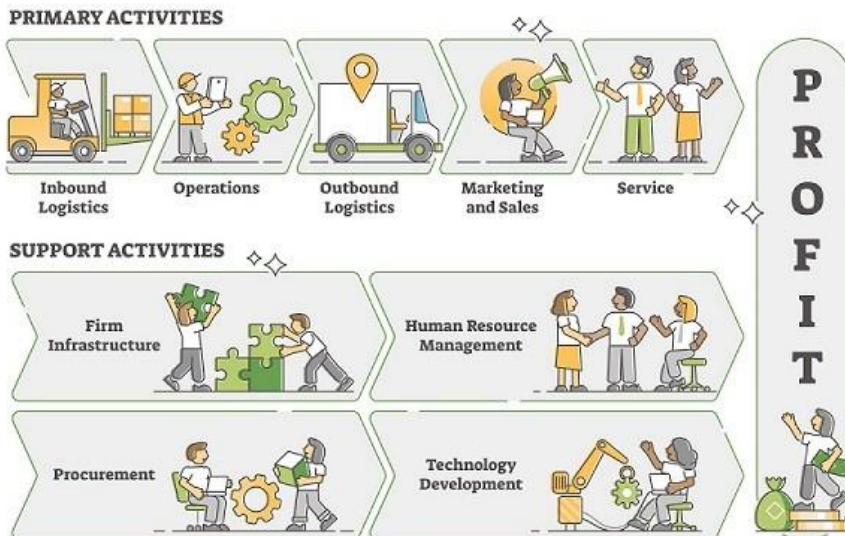 PRIMARY ACTIVITIES
Inbound
Logistics
Operations
Outbound
Logistics
Marketing
and Sales
Service
SUPPORT ACTIVITIES
Firm
Infrastructure
Human Resource
Management
Procurement
Technology
Development
PROFIT